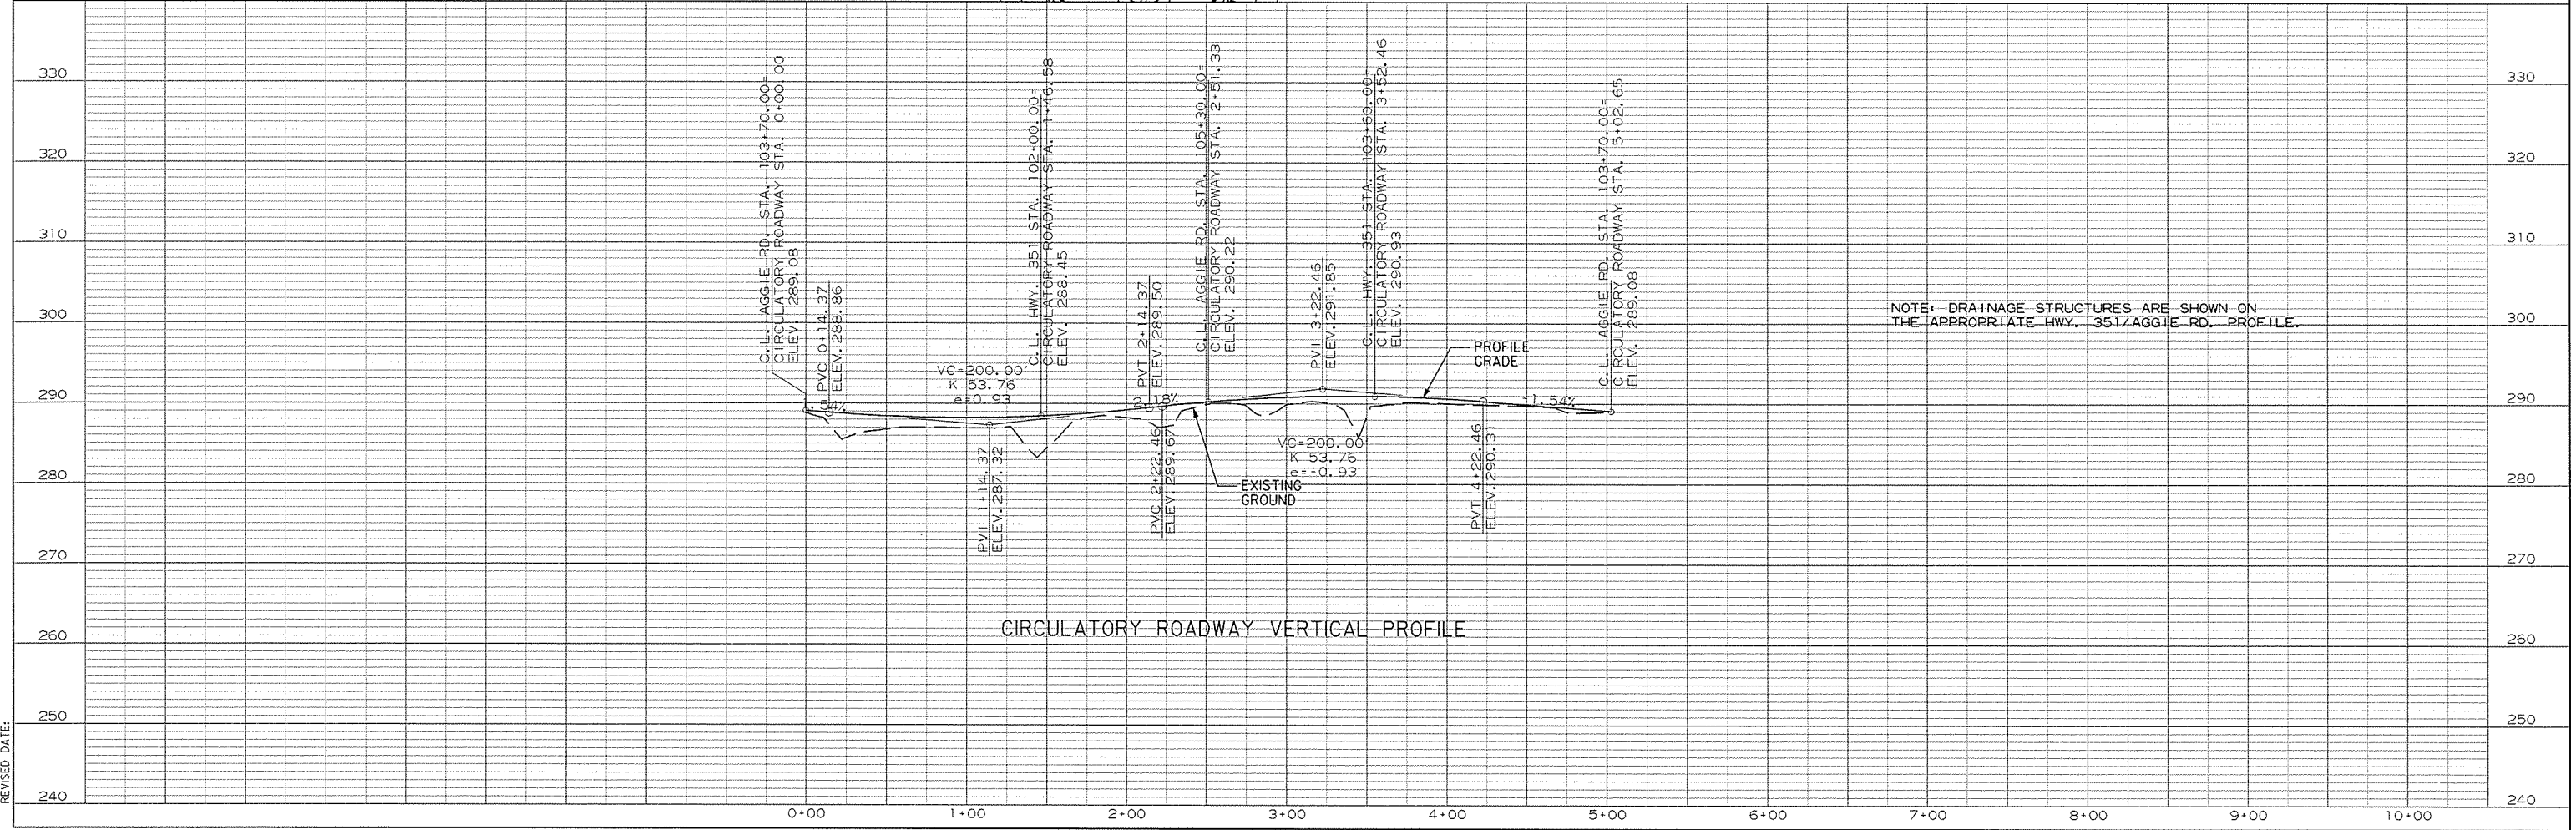 330
320
310
300
290
280
270
260
250
240
C.L. AGGIE RD. STA. 103+70.00=
CIRCULATORY ROADWAY STA. 0+00.00
ELEV. 289.08
PVC 0+14.37
ELEV. 288.86
VC=200.00'
K 53.76
e=0.93
PVI 1+14.37
ELEV. 287.32
C.L. HWY. 351 STA. 102+00.00=
CIRCULATORY ROADWAY STA. 1+46.58
ELEV. 288.45
PVT 2+14.37
ELEV. 289.50
2.18%
PVC 2+22.46
ELEV. 289.67
C.L. AGGIE RD. STA. 105+30.00=
CIRCULATORY ROADWAY STA. 2+51.33
ELEV. 290.22
EXISTING
GROUND
PVI 3+22.46
ELEV. 291.85
VC=200.00'
K 53.76
e=-0.93
C.L. HWY. 351 STA. 103+60.00=
CIRCULATORY ROADWAY STA. 3+52.46
ELEV. 290.93
PROFILE
GRADE
PVT 4+22.46
ELEV. 290.31
-1.54%
C.L. AGGIE RD. STA. 103+70.00=
CIRCULATORY ROADWAY STA. 5+02.65
ELEV. 289.08
NOTE: DRAINAGE STRUCTURES ARE SHOWN ON
THE APPROPRIATE HWY. 351/AGGIE RD. PROFILE.
330
320
310
300
290
280
270
260
250
240
CIRCULATORY ROADWAY VERTICAL PROFILE
0+00 1+00 2+00 3+00 4+00 5+00 6+00 7+00 8+00 9+00 10+00
REVISED DATE: